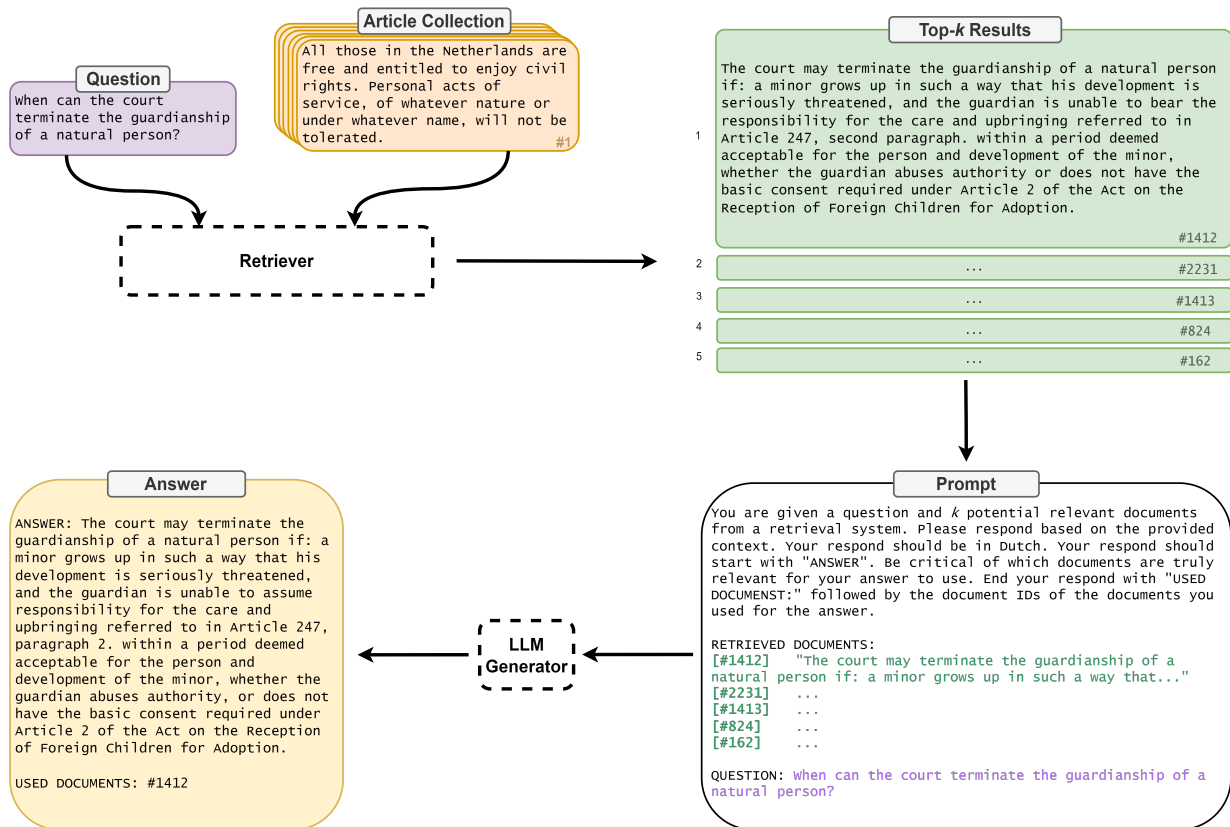 Question
When can the court
terminate the guardianship
of a natural person?
Article Collection
All those in the Netherlands are
free and entitled to enjoy civil
rights. Personal acts of
service, of whatever nature or
under whatever name, will not be
tolerated.
#1
Retriever
Top-k Results
1
The court may terminate the guardianship of a natural person
if: a minor grows up in such a way that his development is
seriously threatened, and the guardian is unable to bear the
responsibility for the care and upbringing referred to in
Article 247, second paragraph. within a period deemed
acceptable for the person and development of the minor,
whether the guardian abuses authority or does not have the
basic consent required under Article 2 of the Act on the
Reception of Foreign Children for Adoption.
#1412
2 ... #2231
3 ... #1413
4 ... #824
5 ... #162
Prompt
You are given a question and k potential relevant documents
from a retrieval system. Please respond based on the provided
context. Your respond should be in Dutch. Your respond should
start with "ANSWER". Be critical of which documents are truly
relevant for your answer to use. End your respond with "USED
DOCUMENST:" followed by the document IDs of the documents you
used for the answer.
RETRIEVED DOCUMENTS:
[#1412] "The court may terminate the guardianship of a
natural person if: a minor grows up in such a way that..."
[#2231] ...
[#1413] ...
[#824] ...
[#162] ...
QUESTION: When can the court terminate the guardianship of a
natural person?
LLM
Generator
Answer
ANSWER: The court may terminate the
guardianship of a natural person if: a
minor grows up in such a way that his
development is seriously threatened,
and the guardian is unable to assume
responsibility for the care and
upbringing referred to in Article 247,
paragraph 2. within a period deemed
acceptable for the person and
development of the minor, whether the
guardian abuses authority, or does not
have the basic consent required under
Article 2 of the Act on the Reception
of Foreign Children for Adoption.
USED DOCUMENTS: #1412